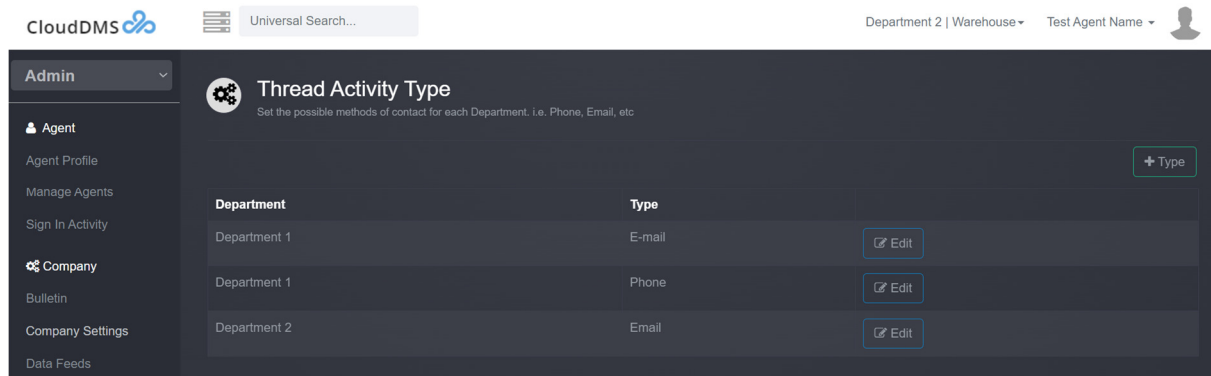 CloudDMS
Universal Search...
Department 2 | Warehouse
Test Agent Name
Admin
Agent
Agent Profile
Manage Agents
Sign In Activity
Company
Bulletin
Company Settings
Data Feeds
Thread Activity Type
Set the possible methods of contact for each Department. i.e. Phone, Email, etc
+ Type
Department Type
Department 1 E-mail Edit
Department 1 Phone Edit
Department 2 Email Edit